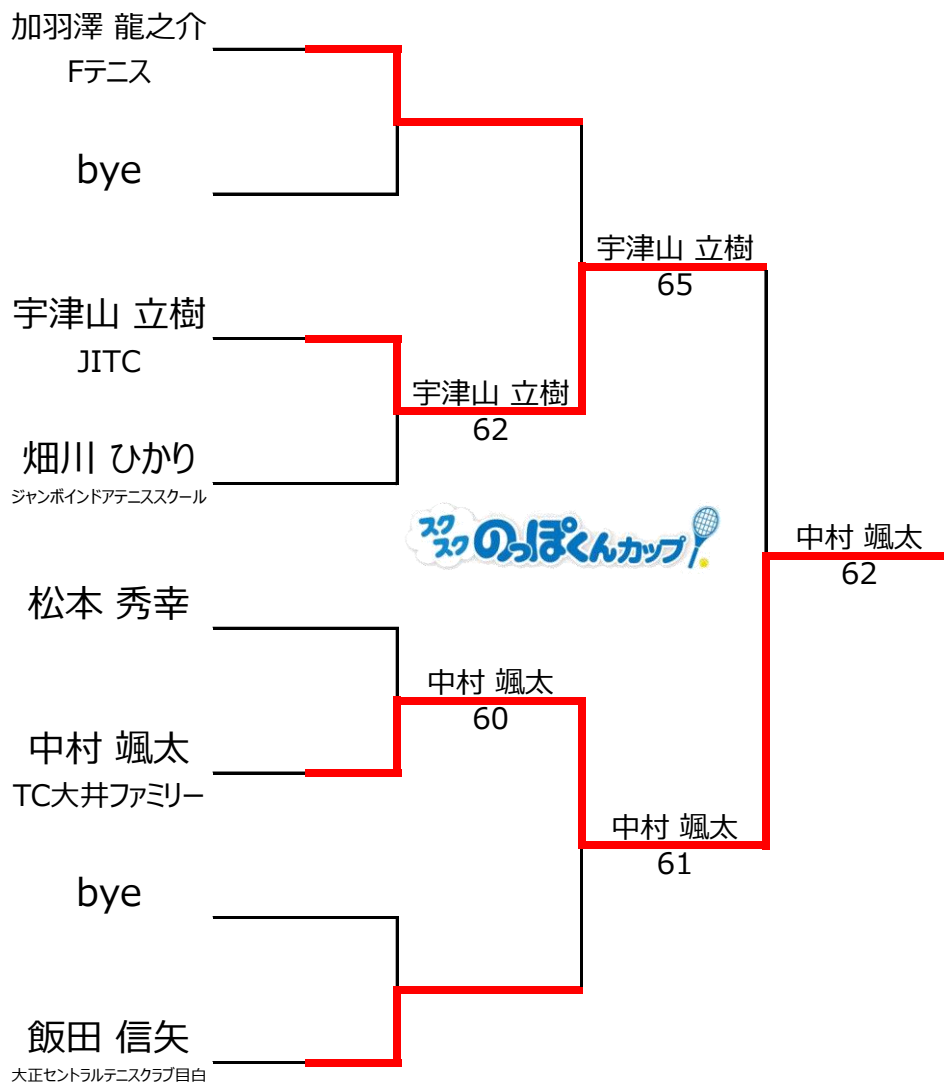 加羽澤 龍之介
Fテニス
bye
宇津山 立樹
65
宇津山 立樹
JITC
宇津山 立樹
62
畑川 ひかり
ジャンボインドアテニススクール
スクスク のっぽくんカップ
中村 颯太
62
松本 秀幸
中村 颯太
60
中村 颯太
TC大井ファミリー
中村 颯太
61
bye
飯田 信矢
大正セントラルテニスクラブ目白